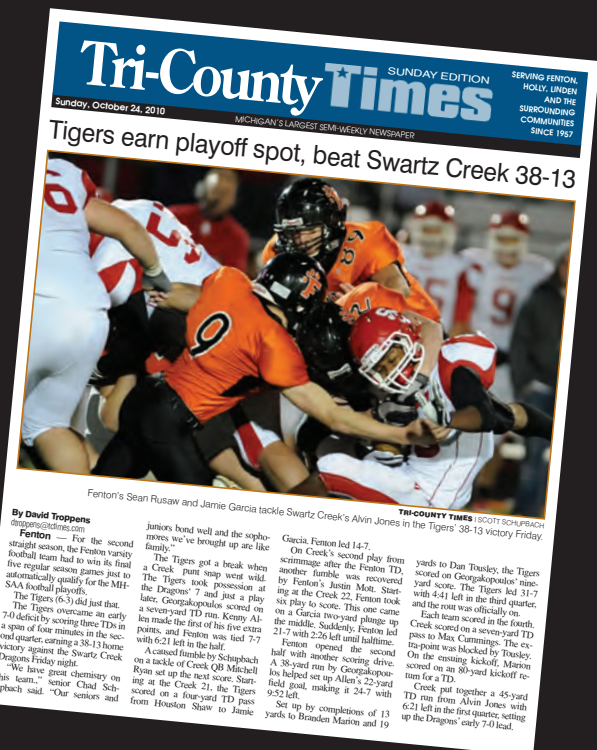 Tri-County Times
SUNDAY EDITION
SERVING FENTON,
HOLLY, LINDEN
AND THE
SURROUNDING
COMMUNITIES
SINCE 1957
Sunday, October 24, 2010
MICHIGAN'S LARGEST SEMI-WEEKLY NEWSPAPER
Tigers earn playoff spot, beat Swartz Creek 38-13
89
9
9
TRI-COUNTY TIMES | SCOTT SCHUPBACH
Fenton's Sean Rusaw and Jamie Garcia tackle Swartz Creek's Alvin Jones in the Tigers' 38-13 victory Friday.
By David Troppens
dtroppens@tctimes.com
Fenton — For the second
straight season, the Fenton varsity
football team had to win its final
five regular season games just to
automatically qualify for the MH-
SAA football playoffs.
The Tigers (6-3) did just that.
The Tigers overcame an early
7-0 deficit by scoring three TDs in
a span of four minutes in the sec-
ond quarter, earning a 38-13 home
victory against the Swartz Creek
Dragons Friday night.
"We have great chemistry on
this team.," senior Chad Sch-
upbach said. "Our seniors and
juniors bond well and the sopho-
mores we've brought up are like
family."
The Tigers got a break when
a Creek punt snap went wild.
The Tigers took possession at
the Dragons' 7 and just a play
later, Georgakopoulos scored on
a seven-yard TD run. Kenny Al-
len made the first of his five extra
points, and Fenton was tied 7-7
with 6:21 left in the half.
A caused fumble by Schupbach
on a tackle of Creek QB Mitchell
Ryan set up the next score. Start-
ing at the Creek 21, the Tigers
scored on a four-yard TD pass
from Houston Shaw to Jamie
Garcia. Fenton led 14-7.
On Creek's second play from
scrimmage after the Fenton TD,
another fumble was recovered
by Fenton's Justin Mott. Start-
ing at the Creek 22, Fenton took
six play to score. This one came
on a Garcia two-yard plunge up
the middle. Suddenly, Fenton led
21-7 with 2:26 left until halftime.
Fenton opened the second
half with another scoring drive.
A 38-yard run by Georgakopou-
los helped set up Allen's 22-yard
field goal, making it 24-7 with
9:52 left.
Set up by completions of 13
yards to Branden Marion and 19
yards to Dan Tousley, the Tigers
scored on Georgakopoulos' nine-
yard score. The Tigers led 31-7
with 4:41 left in the third quarter,
and the rout was officially on.
Each team scored in the fourth.
Creek scored on a seven-yard TD
pass to Max Cummings. The ex-
tra-point was blocked by Tousley.
On the ensuing kickoff, Marion
scored on an 80-yard kickoff re-
turn for a TD.
Creek put together a 45-yard
TD run from Alvin Jones with
6:21 left in the first quarter, setting
up the Dragons' early 7-0 lead.